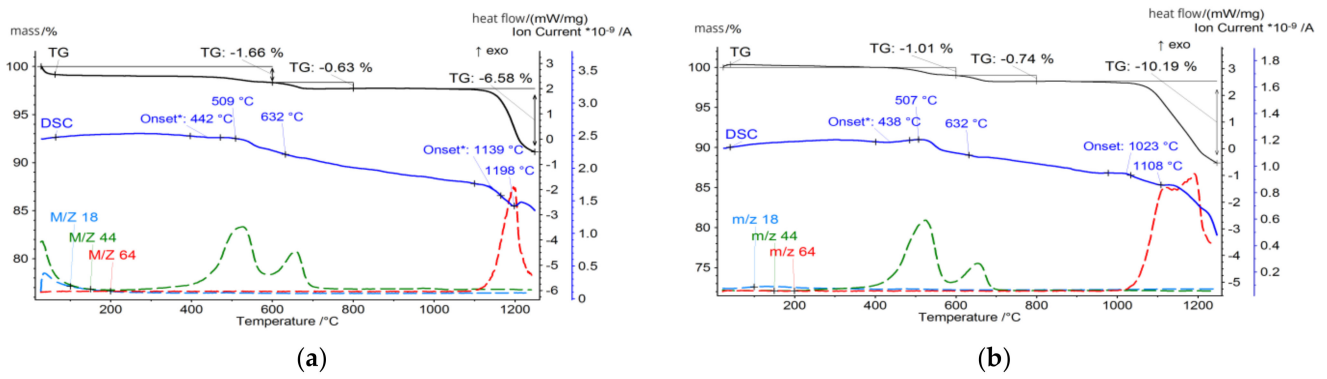 heat flow/(mW/mg)
mass/% Ion Current *10⁻⁹ /A
TG TG: -1.66 % ↑ exo
TG: -0.63 %
TG: -6.58 %
100 3 3.5
509 °C 2 3.0
95 DSC Onset*: 442 °C 632 °C 1
Onset*: 1139 °C 0 2.5
90 1198 °C -1 2.0
-2 1.5
85 M/Z 18 -3
M/Z 44 -4 1.0
80 M/Z 64 -5 0.5
-6 0
200 400 600 800 1000 1200
Temperature /°C
(a)
heat flow/(mW/mg)
mass/% Ion Current *10⁻⁹ /A
TG TG: -1.01 % ↑ exo
TG: -0.74 %
TG: -10.19 %
100 3 1.8
2 1.6
95 507 °C 1 1.4
DSC Onset*: 438 °C 632 °C
90 Onset: 1023 °C 0 1.2
1108 °C -1 1.0
85 -2 0.8
80 m/z 18 -3 0.6
m/z 44 -4 0.4
75 m/z 64 -5 0.2
200 400 600 800 1000 1200
Temperature /°C
(b)